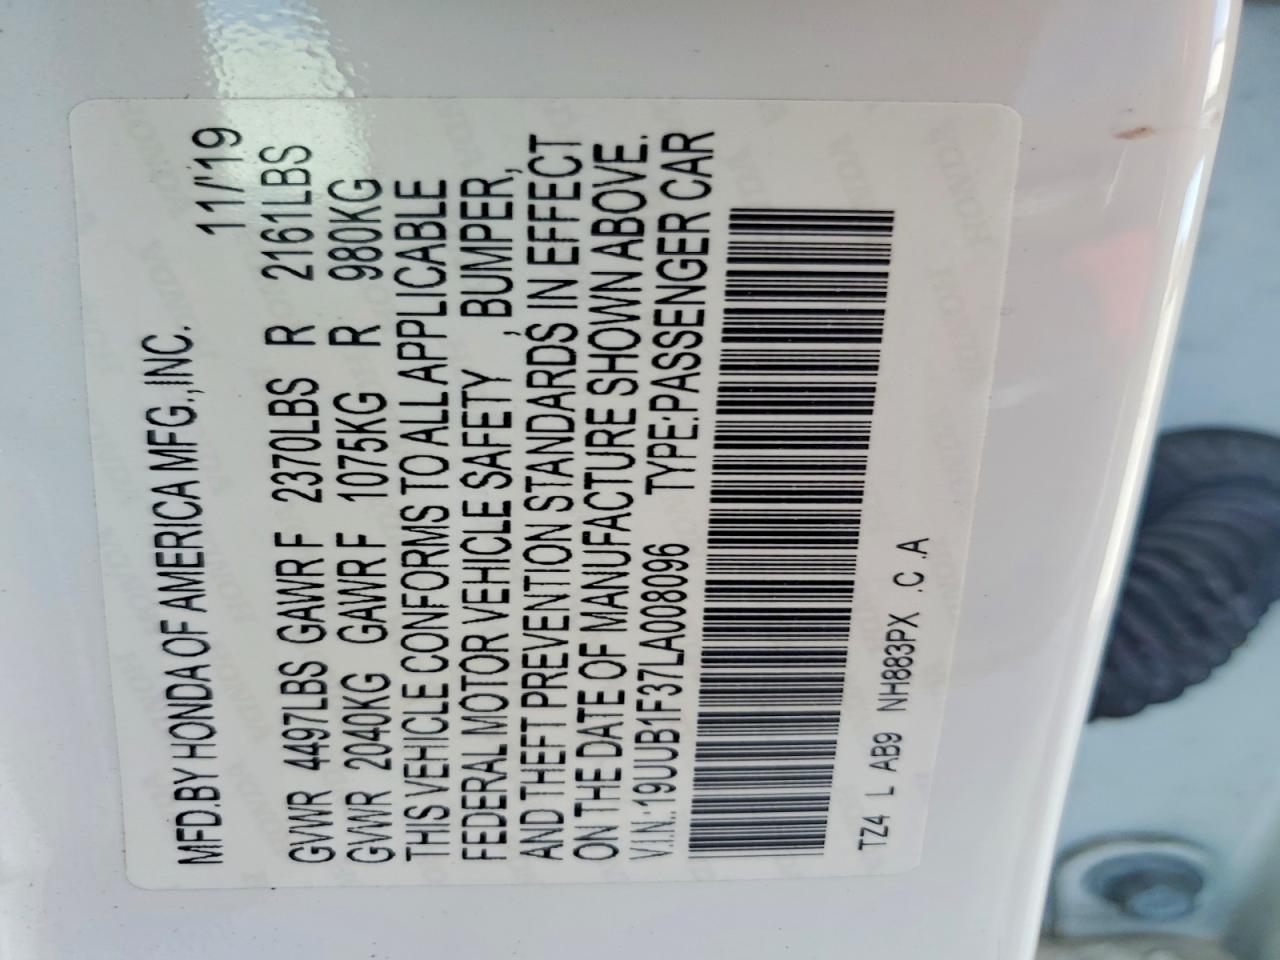 MFD.BY HONDA OF AMERICA MFG.,INC. 11/'19
GVWR 4497LBS GAWR F 2370LBS R 2161LBS
GVWR 2040KG GAWR F 1075KG R 980KG
THIS VEHICLE CONFORMS TO ALL APPLICABLE
FEDERAL MOTOR VEHICLE SAFETY , BUMPER,
AND THEFT PREVENTION STANDARDS IN EFFECT
ON THE DATE OF MANUFACTURE SHOWN ABOVE.
V.I.N.:19UUB1F37LA008096 TYPE:PASSENGER CAR
TZ4 L AB9 NH883PX .C .A